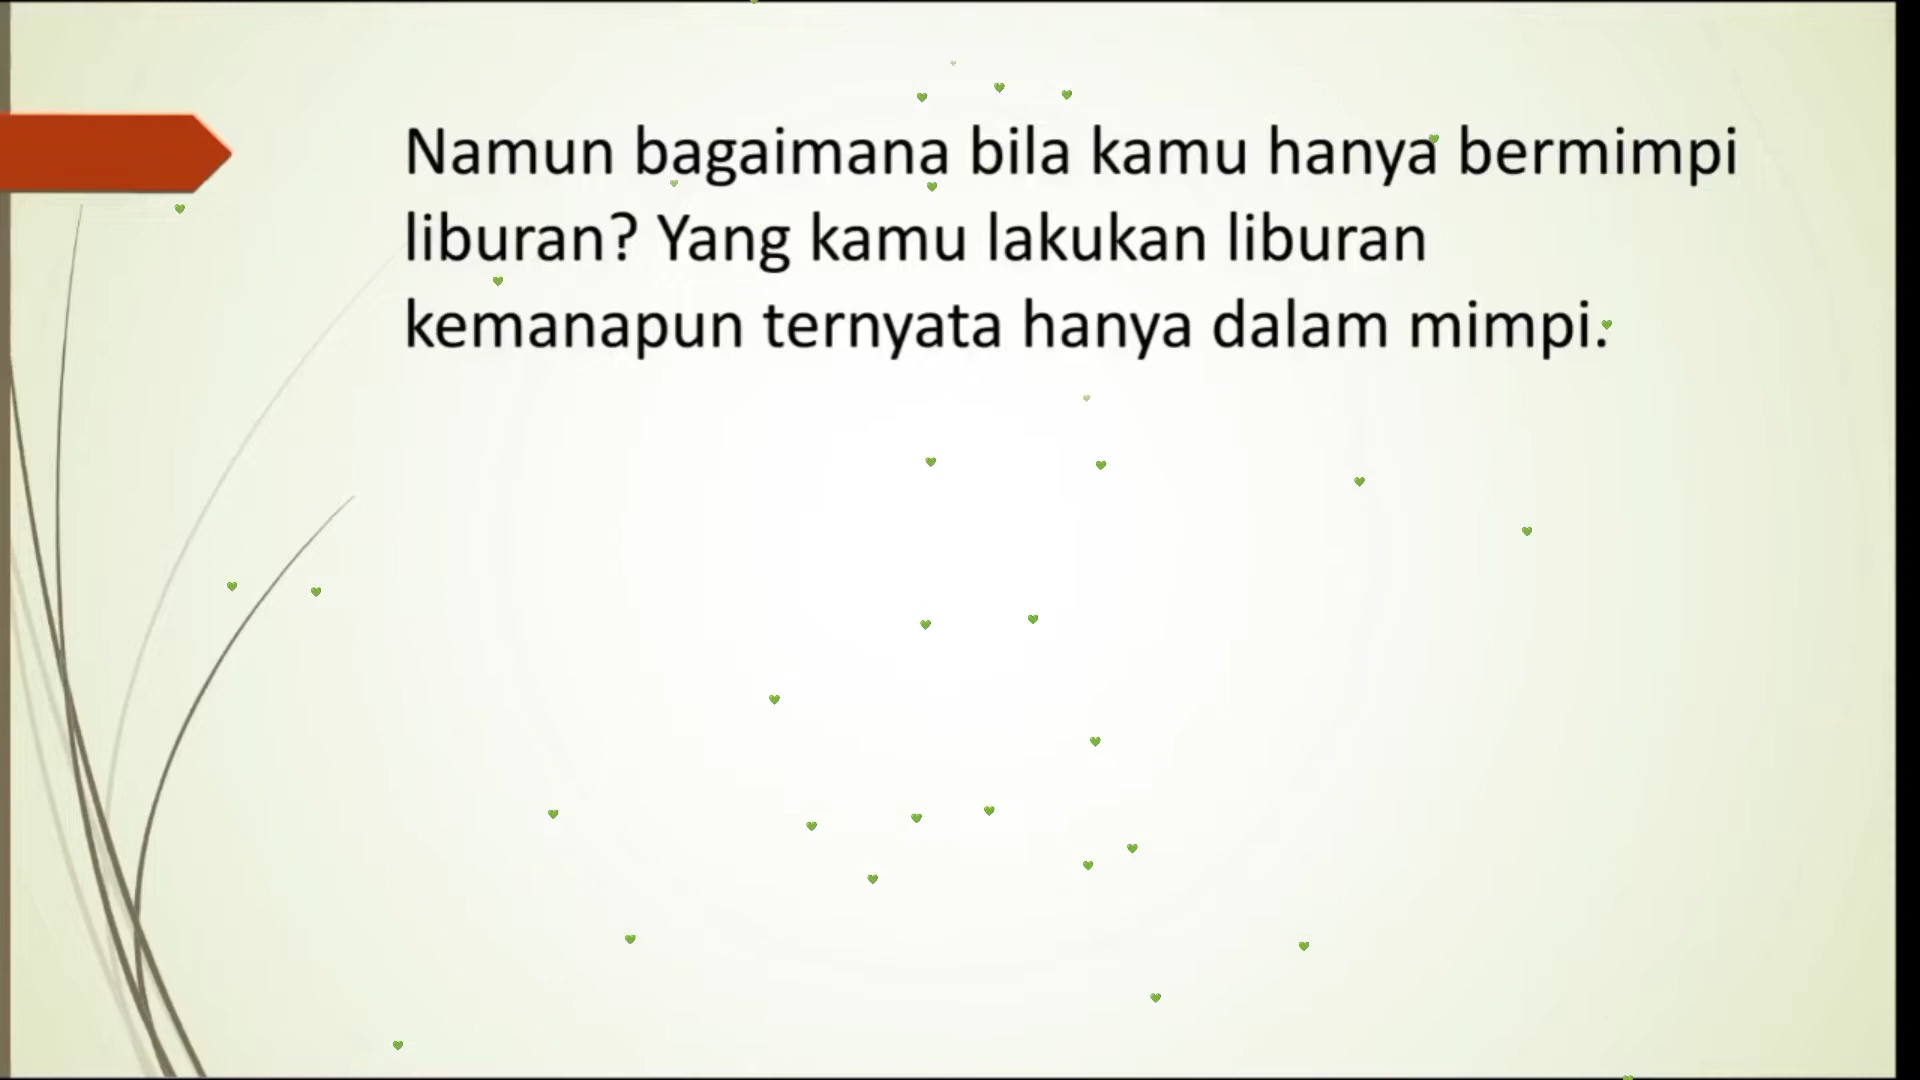 Namun bagaimana bila kamu hanya bermimpi
liburan? Yang kamu lakukan liburan
kemanapun ternyata hanya dalam mimpi.